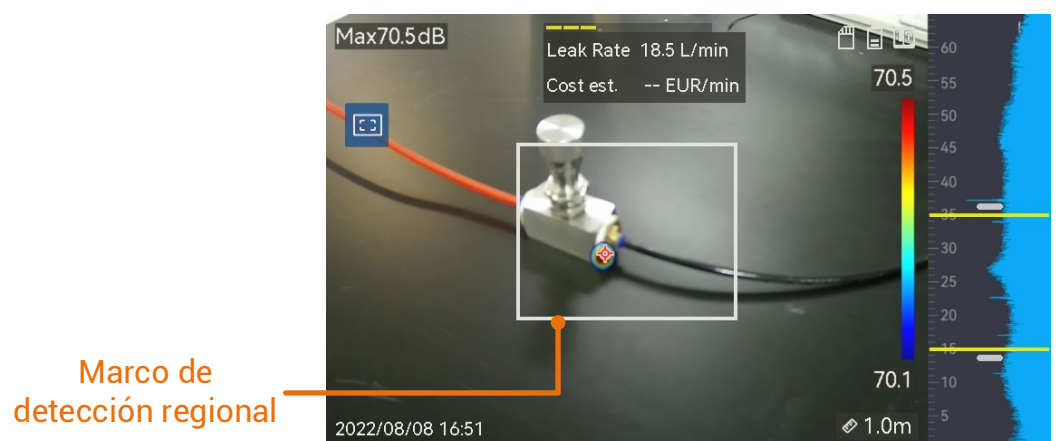 Max70.5dB
Leak Rate 18.5 L/min
Cost est. -- EUR/min
70.5
60
55
50
45
40
35
30
25
20
15
10
5
70.1
1.0m
2022/08/08 16:51
Marco de
detección regional